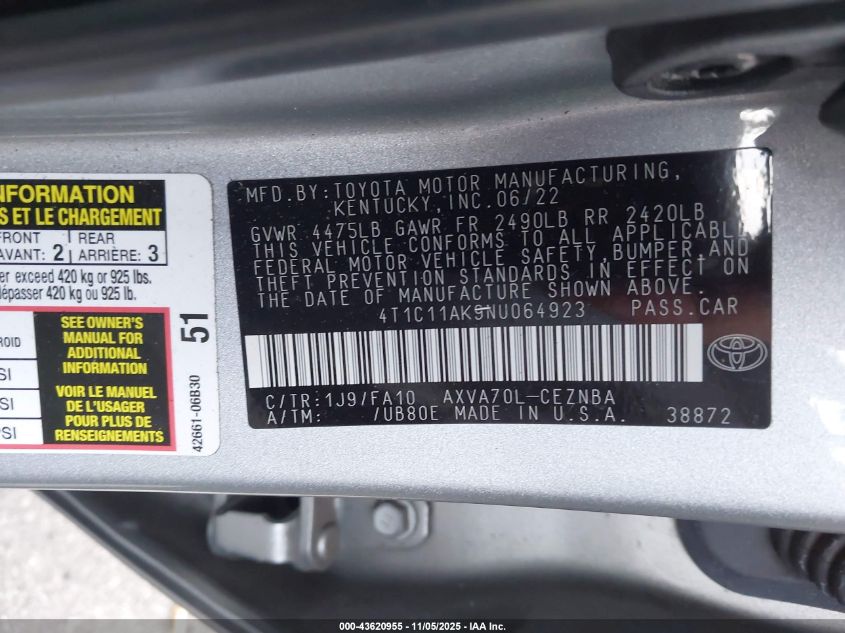 INFORMATION
S ET LE CHARGEMENT
FRONT
AVANT: 2
REAR
ARRIÈRE: 3
er exceed 420 kg or 925 lbs.
dépasser 420 kg ou 925 lb.
SEE OWNER'S
MANUAL FOR
ADDITIONAL
INFORMATION
VOIR LE MANUEL
DE L'USAGER
POUR PLUS DE
RENSEIGNEMENTS
ROID
SI
SI
PSI
51
42661-06B30
MFD.BY:TOYOTA MOTOR MANUFACTURING,
KENTUCKY,INC.06/22
GVWR 4475LB GAWR FR 2490LB RR 2420LB
THIS VEHICLE CONFORMS TO ALL APPLICABLE
FEDERAL MOTOR VEHICLE SAFETY,BUMPER,AND
THEFT PREVENTION STANDARDS IN EFFECT ON
THE DATE OF MANUFACTURE SHOWN ABOVE.
4T1C11AK9NU064923 PASS.CAR
C/TR:1J9/FA10 AXVA70L-CEZNBA
A/TM: /UB80E MADE IN U.S.A. 38872
000-43620955 - 11/05/2025 - IAA Inc.